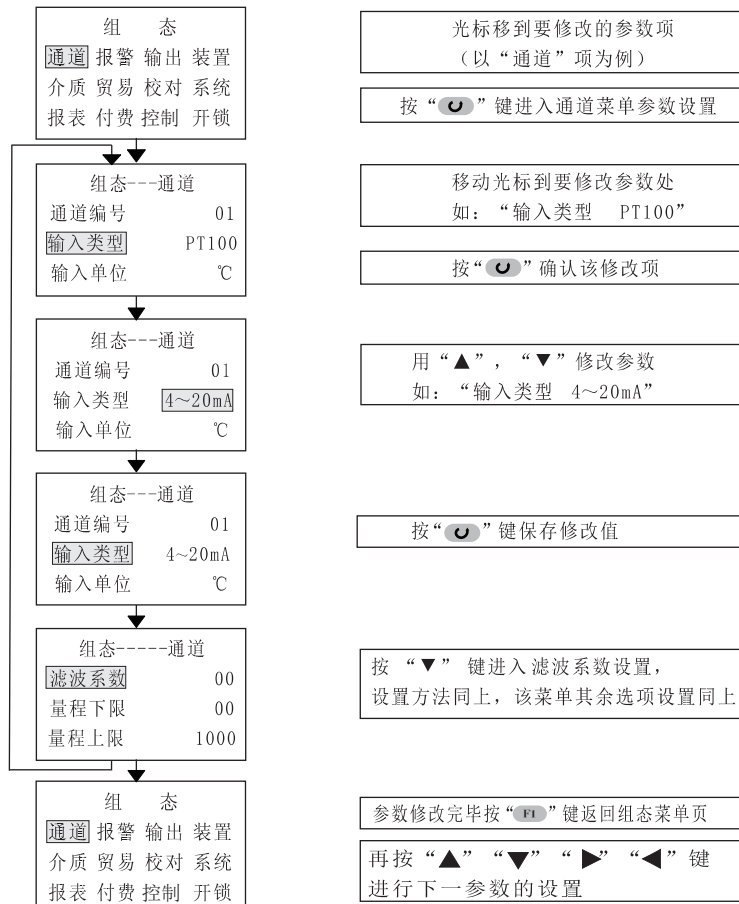 组 态
通道 报警 输出 装置
介质 贸易 校对 系统
报表 付费 控制 开锁
光标移到要修改的参数项
（以“通道”项为例）
按“ ”键进入通道菜单参数设置
组态---通道
通道编号 01
输入类型 PT100
输入单位 ℃
移动光标到要修改参数处
如：“输入类型 PT100”
按“ ”确认该修改项
组态---通道
通道编号 01
输入类型 4～20mA
输入单位 ℃
用“▲”，“▼”修改参数
如：“输入类型 4～20mA”
组态---通道
通道编号 01
输入类型 4~20mA
输入单位 ℃
按“ ”键保存修改值
组态-----通道
滤波系数 00
量程下限 00
量程上限 1000
按 “▼” 键进入滤波系数设置，
设置方法同上，该菜单其余选项设置同上
组 态
通道 报警 输出 装置
介质 贸易 校对 系统
报表 付费 控制 开锁
参数修改完毕按“F1”键返回组态菜单页
再按“▲”“▼”“▶”“◀”键
进行下一参数的设置